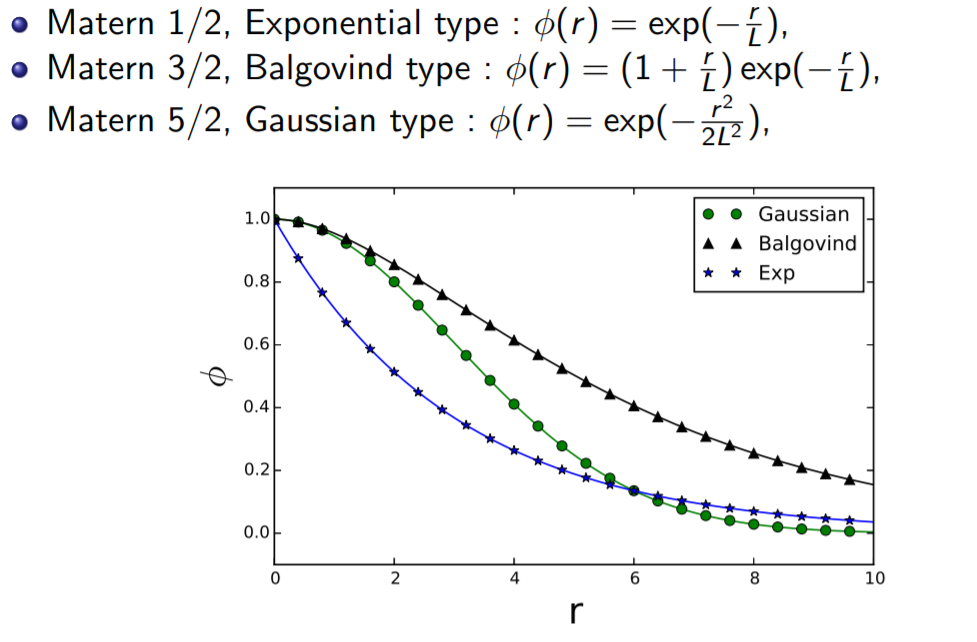 Matern 1/2, Exponential type : ϕ(r) = exp(−r/L),
Matern 3/2, Balgovind type : ϕ(r) = (1 + r/L) exp(−r/L),
Matern 5/2, Gaussian type : ϕ(r) = exp(−r²/2L²),
1.0
0.8
0.6
0.4
0.2
0.0
ϕ
Gaussian
Balgovind
Exp
0 2 4 6 8 10
r